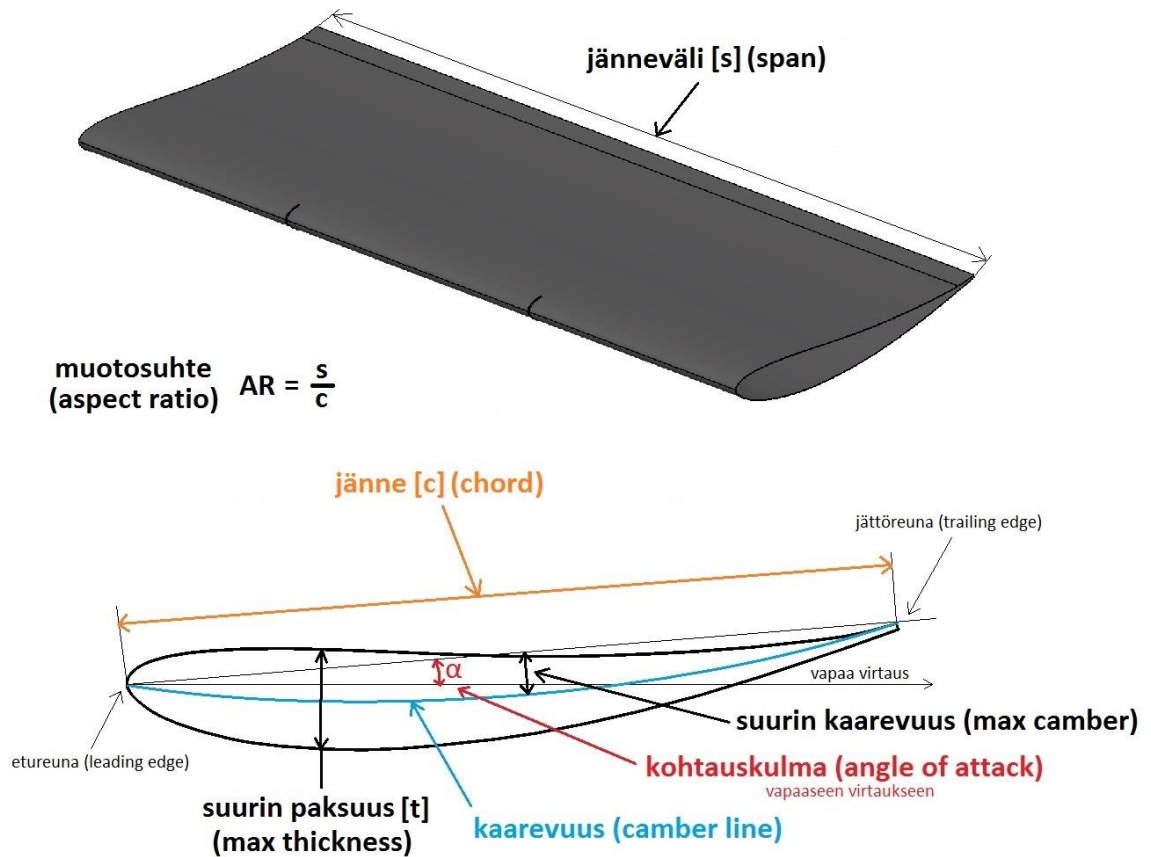 jänneväli [s] (span)
muotosuhte
(aspect ratio) AR = s/c
jänne [c] (chord)
jättöreuna (trailing edge)
α
vapaa virtaus
suurin kaarevuus (max camber)
etureuna (leading edge)
kohtauskulma (angle of attack)
vapaaseen virtaukseen
suurin paksuus [t]
(max thickness)
kaarevuus (camber line)